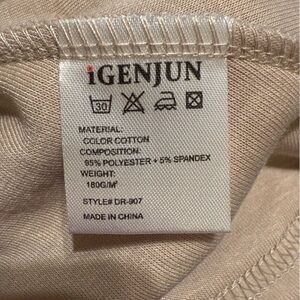 iGENJUN
30
MATERIAL:
COLOR COTTON
COMPOSITION:
95% POLYESTER + 5% SPANDEX
WEIGHT:
180G/M²
STYLE# DR-907
MADE IN CHINA